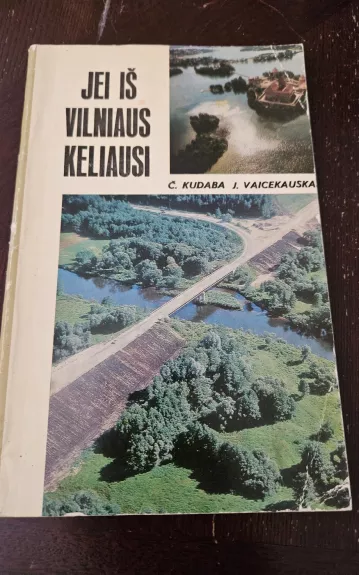 JEI IŠ
VILNIAUS
KELIAUSI
Č. KUDABA J. VAICEKAUSKA